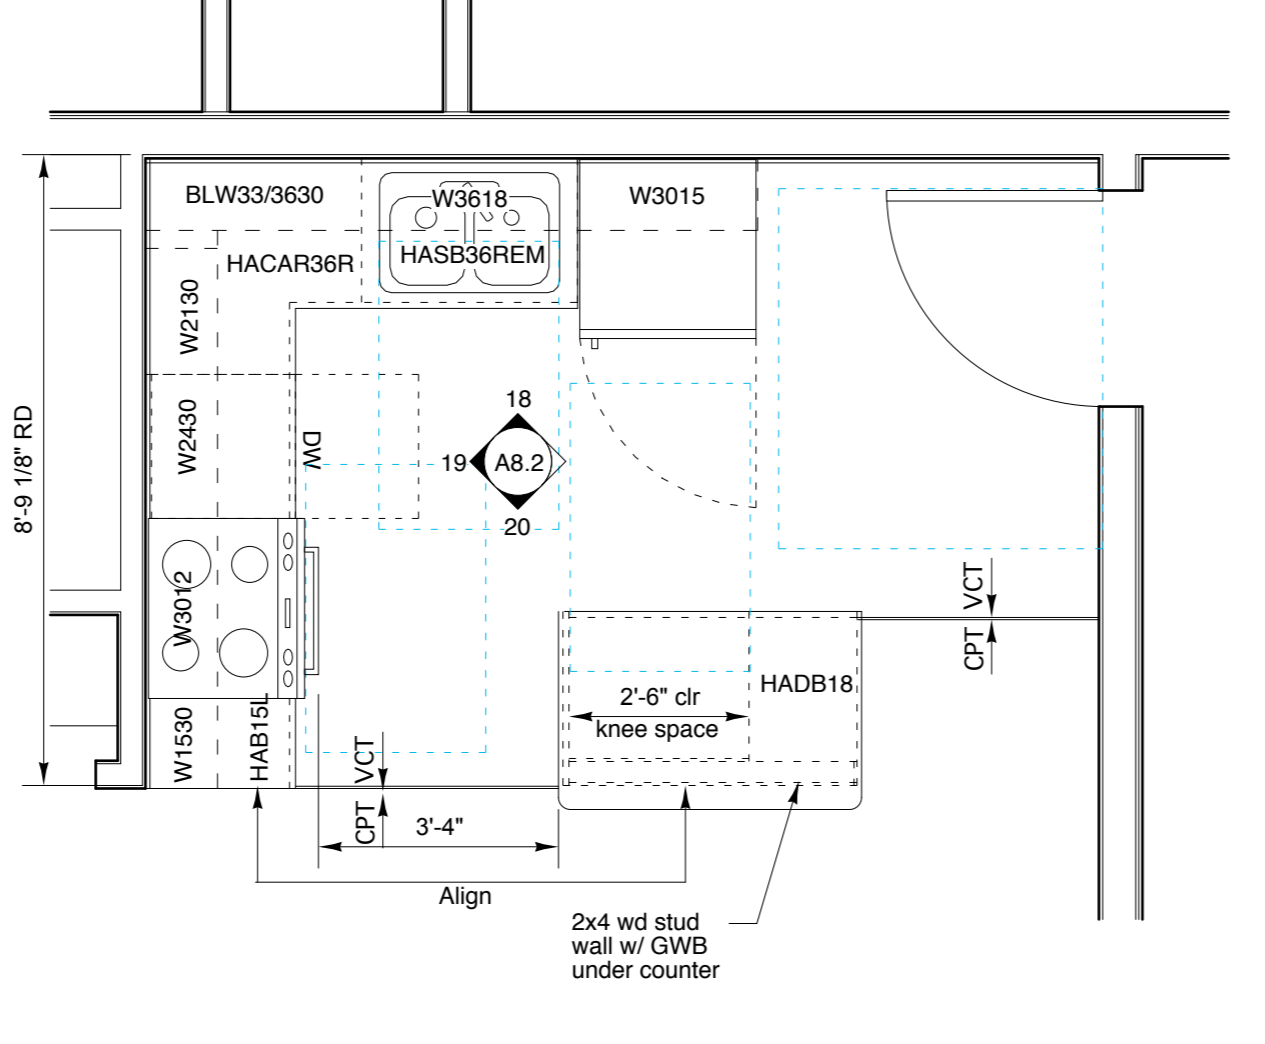 BLW33/3630
W3618
W3015
HACAR36R
HASB36REM
W2130
W2430
DW
18
19
A8.2
20
8'-9 1/8" RD
W3012
VCT
CPT
HADB18
2'-6" clr
knee space
W1530
HAB15L
VCT
CPT
3'-4"
Align
2x4 wd stud
wall w/ GWB
under counter